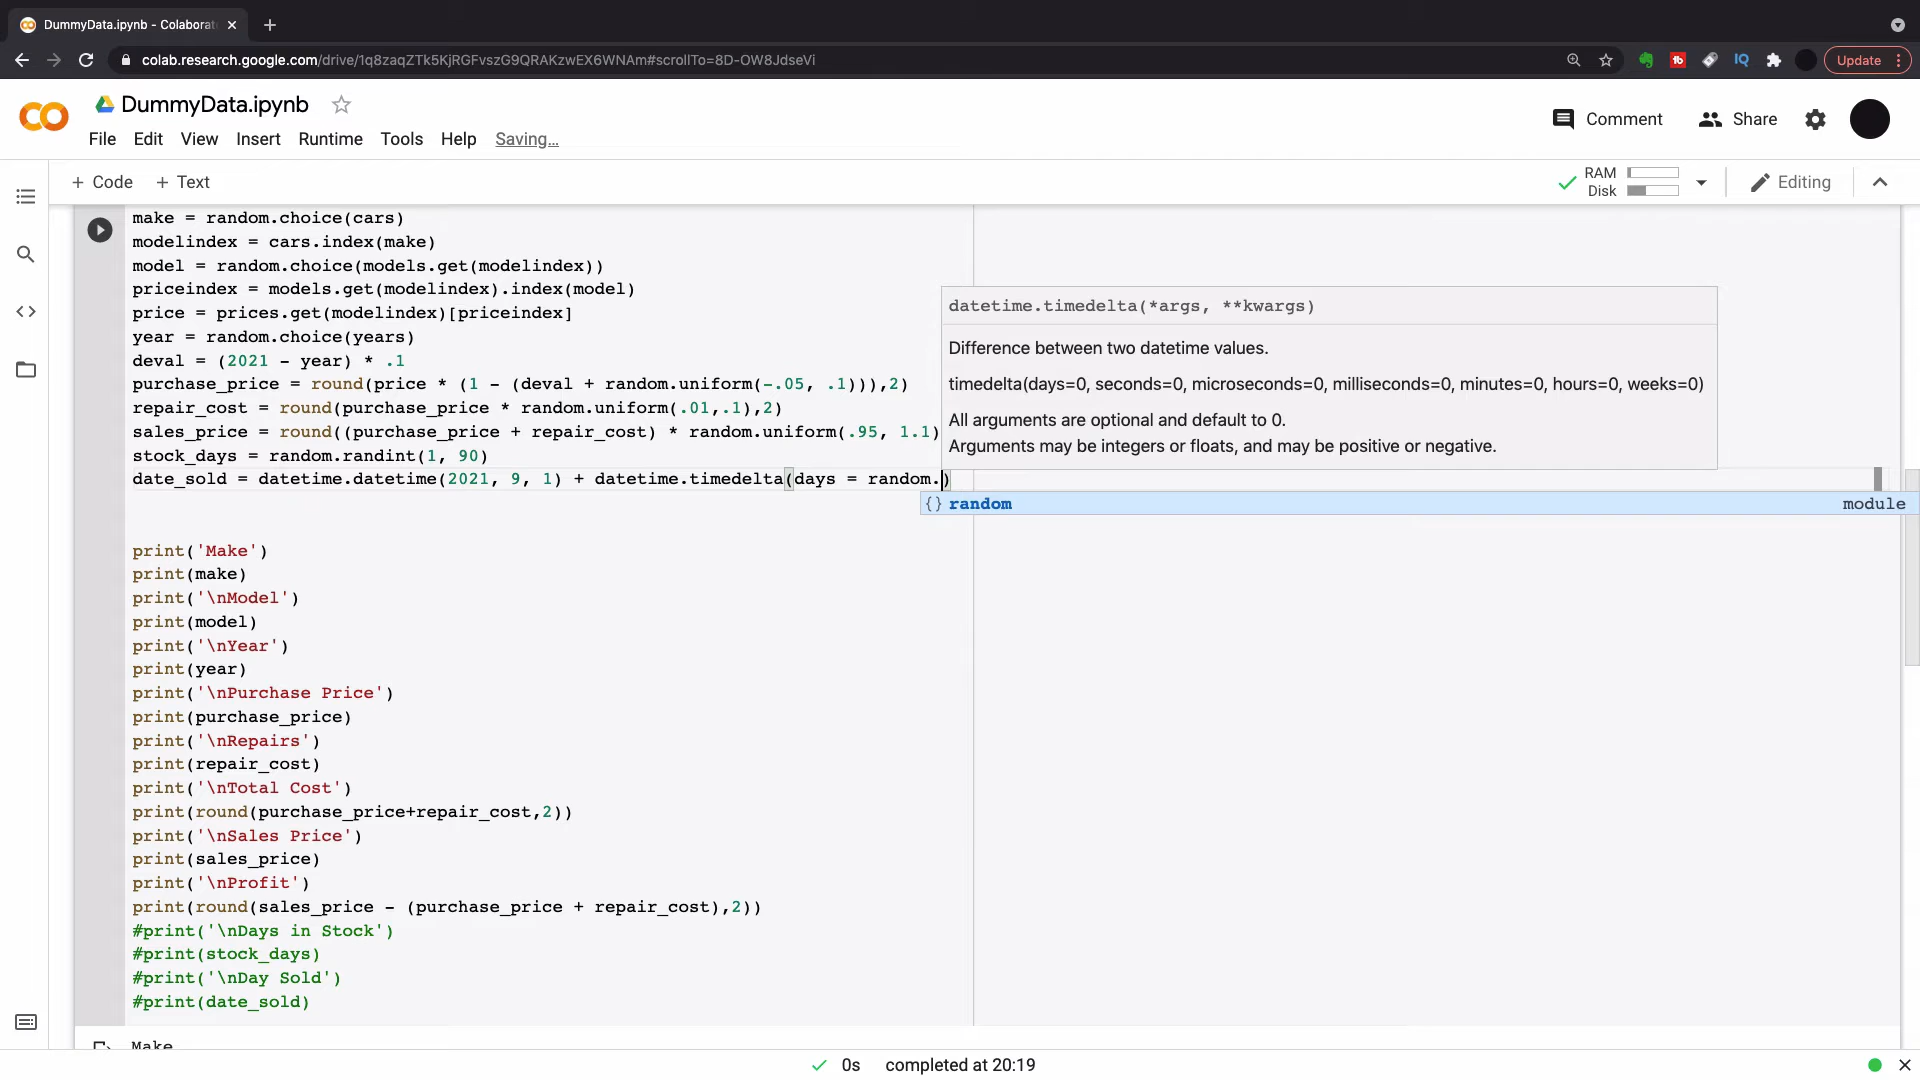 DummyData.ipynb - Colaborat
colab.research.google.com/drive/1q8zaqZTk5KjRGFvszG9QRAKzwEX6WNAm#scrollTo=8D-OW8JdseVi
Update
DummyData.ipynb
File Edit View Insert Runtime Tools Help Saving…
Comment Share
+ Code + Text
RAM
Disk
Editing
make = random.choice(cars)
modelindex = cars.index(make)
model = random.choice(models.get(modelindex))
priceindex = models.get(modelindex).index(model)
price = prices.get(modelindex)[priceindex]
year = random.choice(years)
deval = (2021 - year) * .1
purchase_price = round(price * (1 - (deval + random.uniform(-.05, .1))),2)
repair_cost = round(purchase_price * random.uniform(.01,.1),2)
sales_price = round((purchase_price + repair_cost) * random.uniform(.95, 1.1)
stock_days = random.randint(1, 90)
date_sold = datetime.datetime(2021, 9, 1) + datetime.timedelta(days = random.)
datetime.timedelta(*args, **kwargs)
Difference between two datetime values.
timedelta(days=0, seconds=0, microseconds=0, milliseconds=0, minutes=0, hours=0, weeks=0)
All arguments are optional and default to 0.
Arguments may be integers or floats, and may be positive or negative.
{} random module
print('Make')
print(make)
print('\nModel')
print(model)
print('\nYear')
print(year)
print('\nPurchase Price')
print(purchase_price)
print('\nRepairs')
print(repair_cost)
print('\nTotal Cost')
print(round(purchase_price+repair_cost,2))
print('\nSales Price')
print(sales_price)
print('\nProfit')
print(round(sales_price - (purchase_price + repair_cost),2))
#print('\nDays in Stock')
#print(stock_days)
#print('\nDay Sold')
#print(date_sold)
Make
0s completed at 20:19